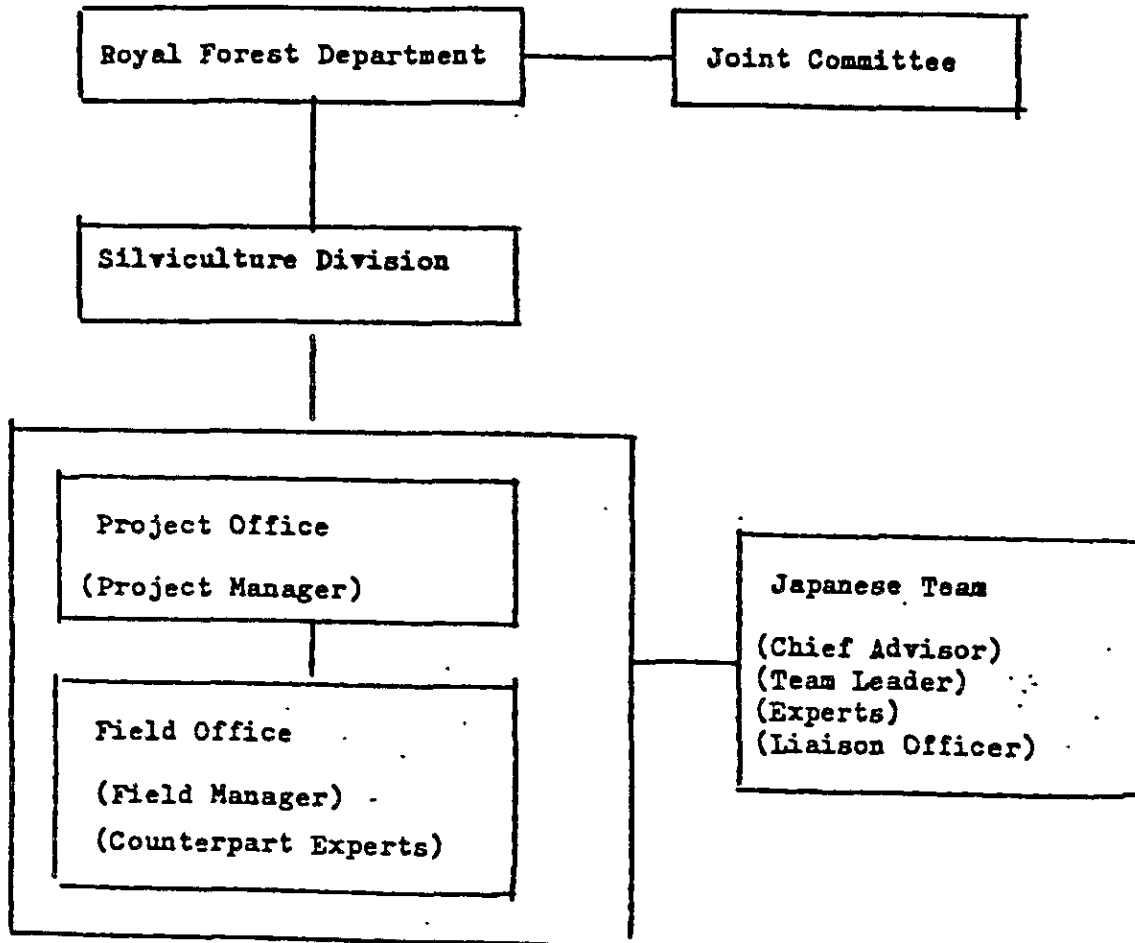 Royal Forest Department
Joint Committee
Silviculture Division
Project Office
(Project Manager)
Field Office
(Field Manager)
(Counterpart Experts)
Japanese Team
(Chief Advisor)
(Team Leader)
(Experts)
(Liaison Officer)